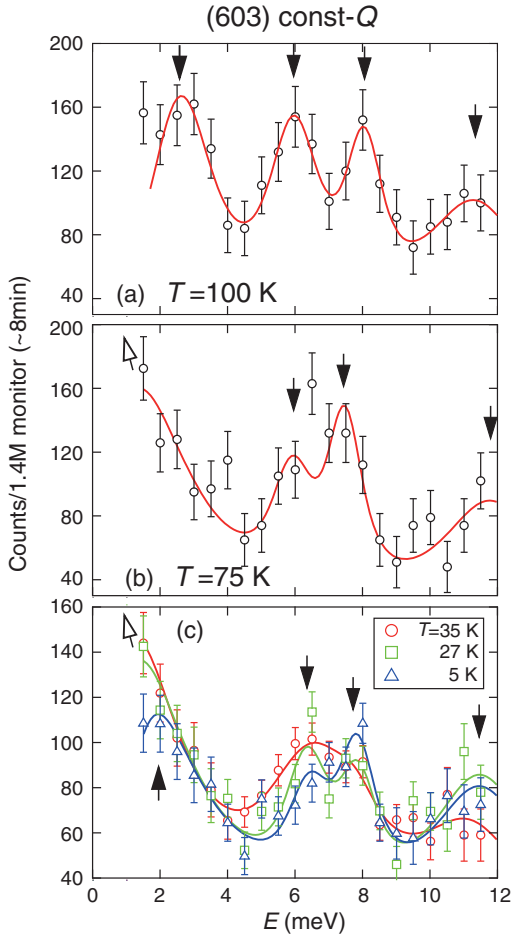 (603) const-Q
Counts/1.4M monitor (~8min)
200
160
120
80
40
(a) T=100 K
200
160
120
80
40
(b) T=75 K
160
140
120
100
80
60
40
(c)
T=35 K
27 K
5 K
0 2 4 6 8 10 12
E (meV)